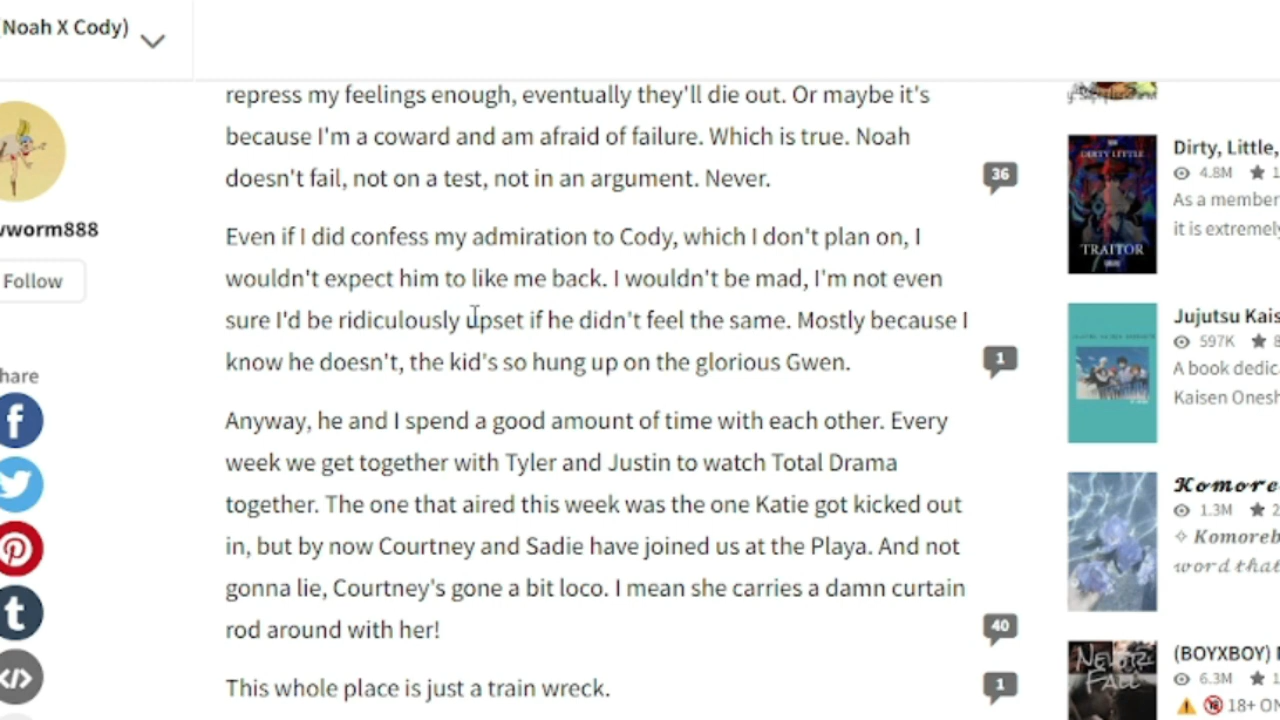 Noah X Cody)
repress my feelings enough, eventually they'll die out. Or maybe it's
because I'm a coward and am afraid of failure. Which is true. Noah
doesn't fail, not on a test, not in an argument. Never.
36
worm888
Follow
Even if I did confess my admiration to Cody, which I don't plan on, I
wouldn't expect him to like me back. I wouldn't be mad, I'm not even
sure I'd be ridiculously upset if he didn't feel the same. Mostly because I
know he doesn't, the kid's so hung up on the glorious Gwen.
1
hare
Anyway, he and I spend a good amount of time with each other. Every
week we get together with Tyler and Justin to watch Total Drama
together. The one that aired this week was the one Katie got kicked out
in, but by now Courtney and Sadie have joined us at the Playa. And not
gonna lie, Courtney's gone a bit loco. I mean she carries a damn curtain
rod around with her!
40
This whole place is just a train wreck.
1
DIRTY LITTLE
TRAITOR
Dirty, Little,
4.8M 1
As a member
it is extremely
Jujutsu Kais
597K 8
A book dedic
Kaisen Onesh
Komore
1.3M 2
✧ Komoreb
word that
NEVER
FALL
(BOYXBOY)
6.3M 1
⚠️ 🔞 18+ ON